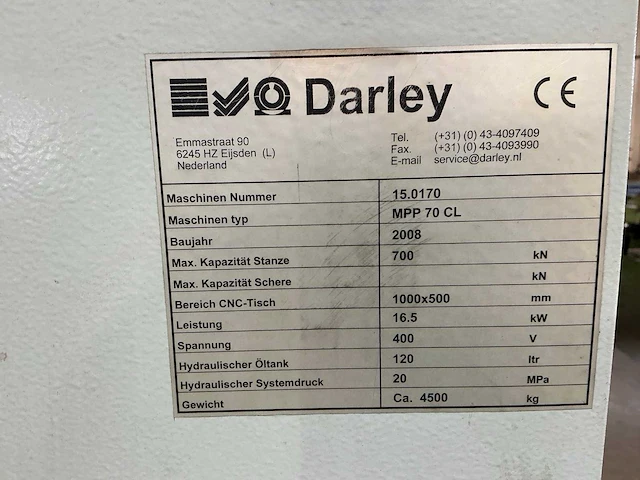 Darley CE
Emmastraat 90
6245 HZ Eijsden (L)
Nederland
Tel. (+31) (0) 43-4097409
Fax. (+31) (0) 43-4093990
E-mail service@darley.nl
Maschinen Nummer 15.0170
Maschinen typ MPP 70 CL
Baujahr 2008
Max. Kapazität Stanze 700 kN
Max. Kapazität Schere kN
Bereich CNC-Tisch 1000x500 mm
Leistung 16.5 kW
Spannung 400 V
Hydraulischer Öltank 120 ltr
Hydraulischer Systemdruck 20 MPa
Gewicht Ca. 4500 kg